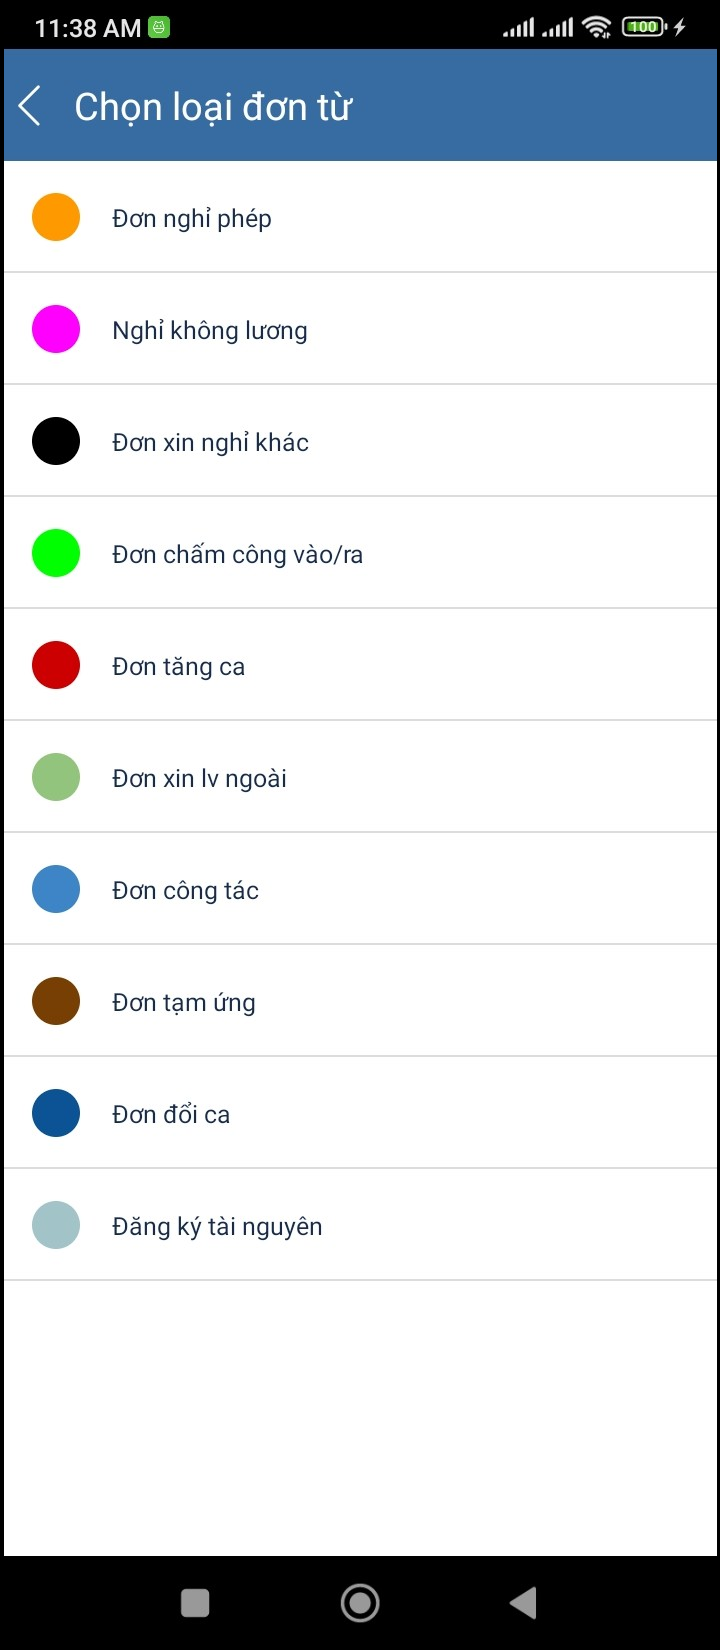 11:38 AM
100
Chọn loại đơn từ
Đơn nghỉ phép
Nghỉ không lương
Đơn xin nghỉ khác
Đơn chấm công vào/ra
Đơn tăng ca
Đơn xin lv ngoài
Đơn công tác
Đơn tạm ứng
Đơn đổi ca
Đăng ký tài nguyên